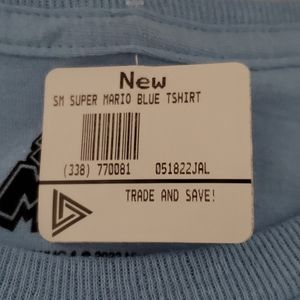 New
SM SUPER MARIO BLUE TSHIRT
(338) 770081 051822JAL
TRADE AND SAVE!